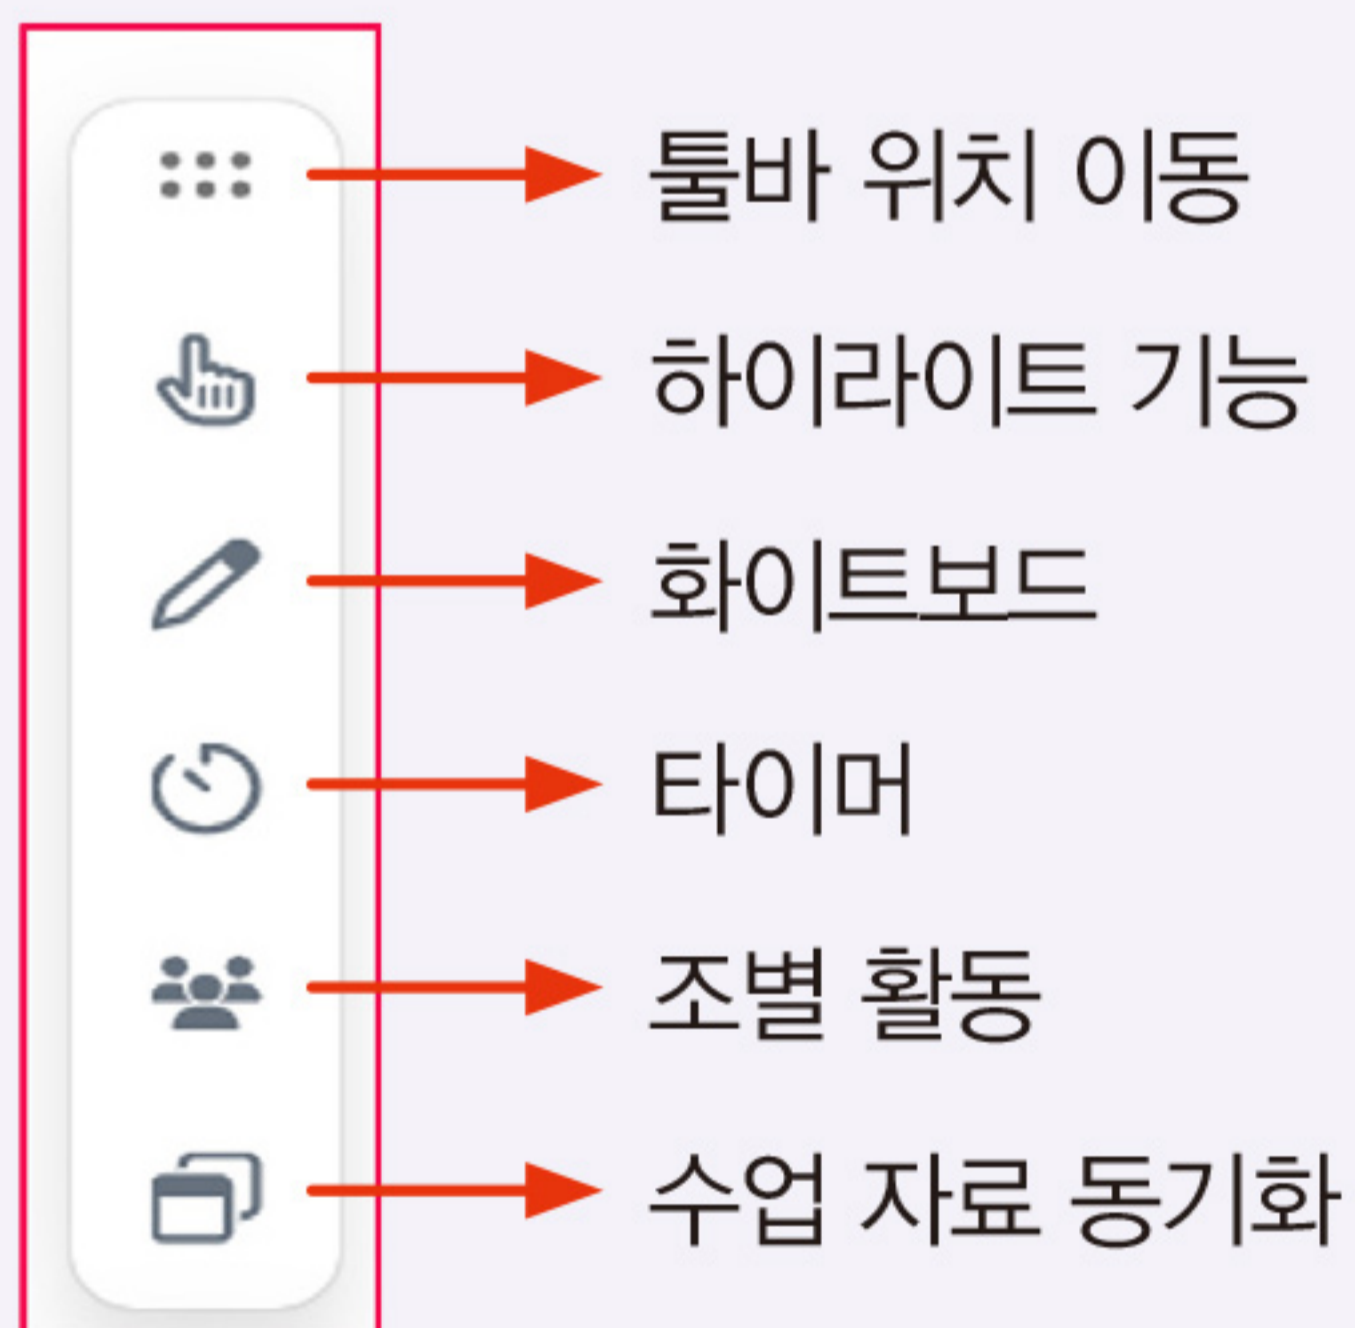 툴바 위치 이동
하이라이트 기능
화이트보드
타이머
조별 활동
수업 자료 동기화